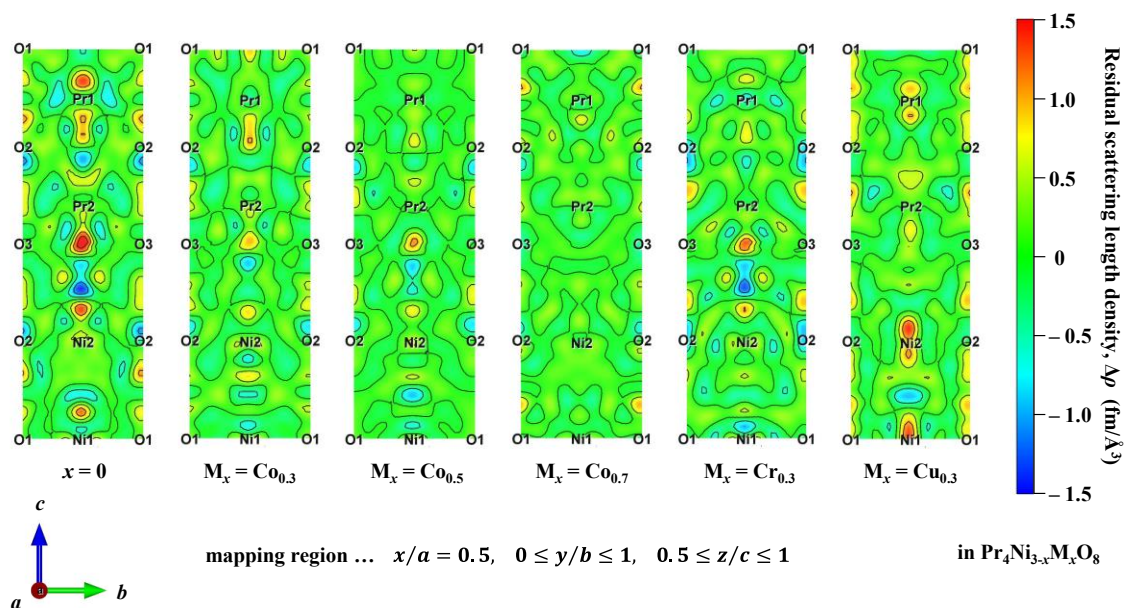 1.5
O1 O1 O1 O1 O1 O1 O1 O1 O1 O1 O1 O1
Pr1 Pr1 Pr1 Pr1 Pr1 Pr1
1.0
O2 O2 O2 O2 O2 O2 O2 O2 O2 O2 O2 O2
0.5
Pr2 Pr2 Pr2 Pr2 Pr2 Pr2
O3 O3 O3 O3 O3 O3 O3 O3 O3 O3 O3 O3
0
−0.5
Ni2 Ni2 Ni2 Ni2 Ni2 Ni2
O2 O2 O2 O2 O2 O2 O2 O2 O2 O2 O2 O2
−1.0
O1 Ni1 O1 O1 Ni1 O1 O1 Ni1 O1 O1 Ni1 O1 O1 Ni1 O1 O1 Ni1 O1
−1.5
Residual scattering length density, Δρ (fm/Å³)
x = 0 Mₓ = Co₀.₃ Mₓ = Co₀.₅ Mₓ = Co₀.₇ Mₓ = Cr₀.₃ Mₓ = Cu₀.₃
c
a
b
a
mapping region … x/a = 0.5, 0 ≤ y/b ≤ 1, 0.5 ≤ z/c ≤ 1
in Pr₄Ni₃₋ₓMₓO₈